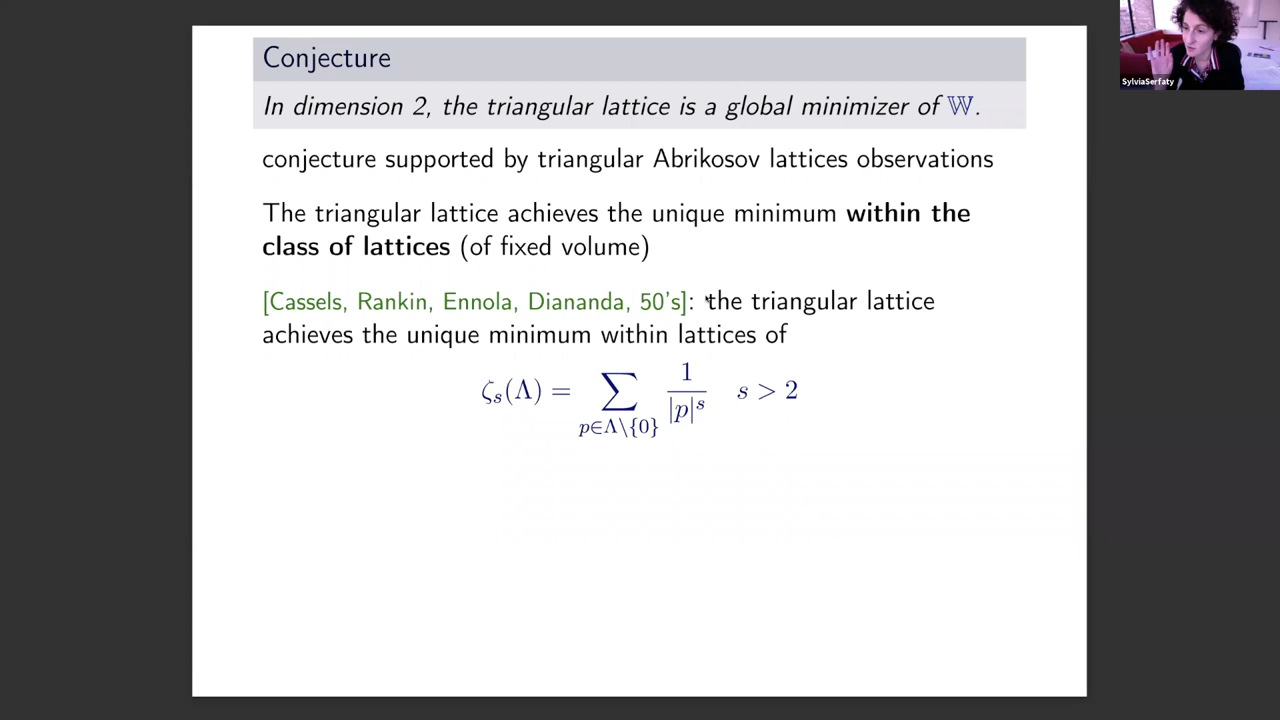 Conjecture
In dimension 2, the triangular lattice is a global minimizer of 𝕎.
conjecture supported by triangular Abrikosov lattices observations
The triangular lattice achieves the unique minimum within the
class of lattices (of fixed volume)
[Cassels, Rankin, Ennola, Diananda, 50's]: the triangular lattice
achieves the unique minimum within lattices of
ζₛ(Λ) = ∑_{p∈Λ\{0}} 1/|p|ˢ s > 2
SylviaSerfaty